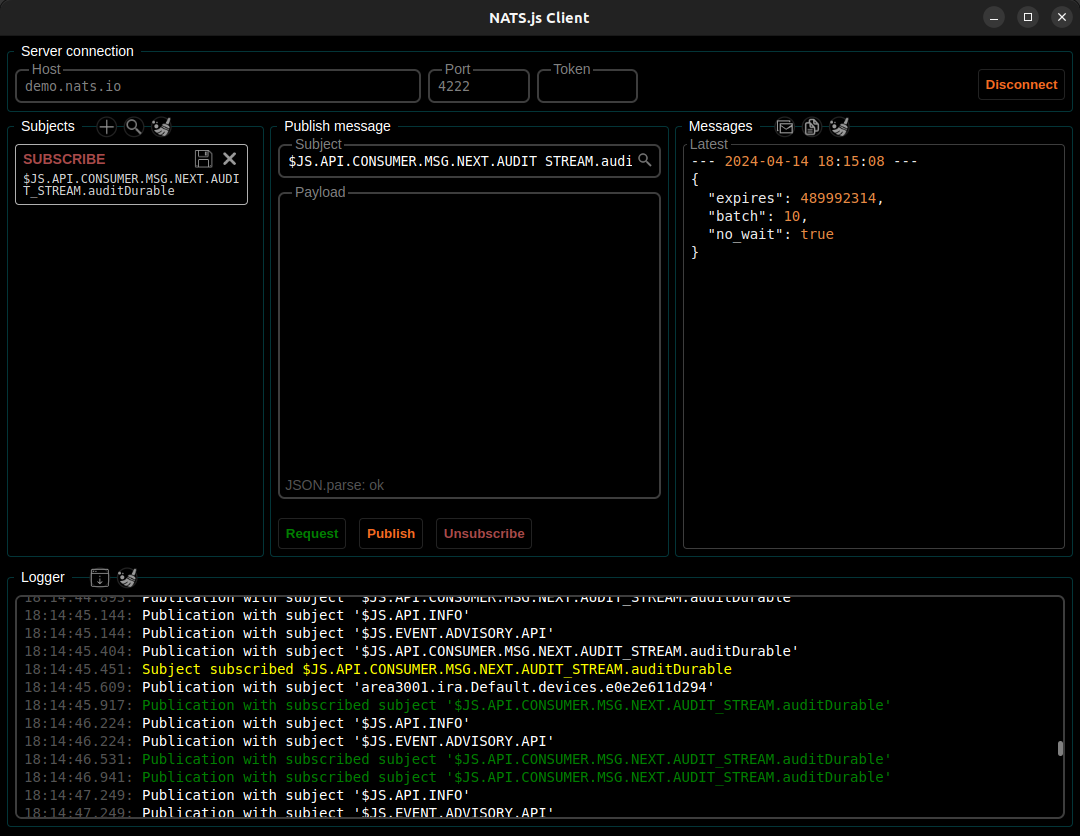 NATS.js Client
Server connection
Host
demo.nats.io
Port
4222
Token
Disconnect
Subjects
SUBSCRIBE
$JS.API.CONSUMER.MSG.NEXT.AUDI
T_STREAM.auditDurable
Publish message
Subject
$JS.API.CONSUMER.MSG.NEXT.AUDIT_STREAM.audi
Payload
JSON.parse: ok
Request
Publish
Unsubscribe
Messages
Latest
--- 2024-04-14 18:15:08 ---
{
"expires": 489992314,
"batch": 10,
"no_wait": true
}
Logger
18:14:44.893: Publication with subject '$JS.API.CONSUMER.MSG.NEXT.AUDIT_STREAM.auditDurable'
18:14:45.144: Publication with subject '$JS.API.INFO'
18:14:45.144: Publication with subject '$JS.EVENT.ADVISORY.API'
18:14:45.404: Publication with subject '$JS.API.CONSUMER.MSG.NEXT.AUDIT_STREAM.auditDurable'
18:14:45.451: Subject subscribed $JS.API.CONSUMER.MSG.NEXT.AUDIT_STREAM.auditDurable
18:14:45.609: Publication with subject 'area3001.ira.Default.devices.e0e2e611d294'
18:14:45.917: Publication with subscribed subject '$JS.API.CONSUMER.MSG.NEXT.AUDIT_STREAM.auditDurable'
18:14:46.224: Publication with subject '$JS.API.INFO'
18:14:46.224: Publication with subject '$JS.EVENT.ADVISORY.API'
18:14:46.531: Publication with subscribed subject '$JS.API.CONSUMER.MSG.NEXT.AUDIT_STREAM.auditDurable'
18:14:46.941: Publication with subscribed subject '$JS.API.CONSUMER.MSG.NEXT.AUDIT_STREAM.auditDurable'
18:14:47.249: Publication with subject '$JS.API.INFO'
18:14:47.249: Publication with subject '$JS.EVENT.ADVISORY.API'